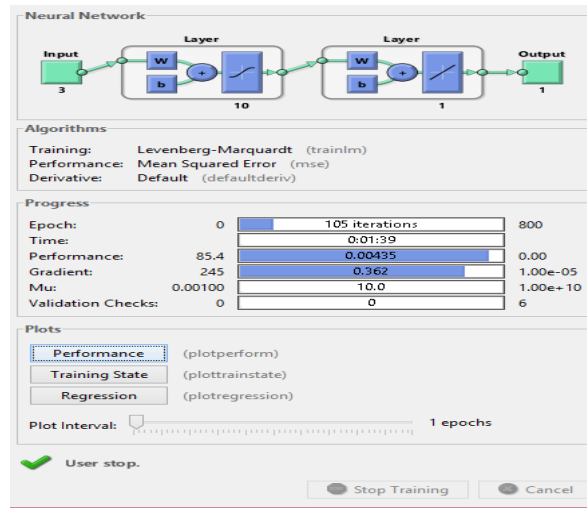 Neural Network
Layer Layer
Input Output
W W
+ +
b b
3 10 1 1
Algorithms
Training: Levenberg-Marquardt (trainlm)
Performance: Mean Squared Error (mse)
Derivative: Default (defaultderiv)
Progress
Epoch: 0 105 iterations 800
Time: 0:01:39
Performance: 85.4 0.00435 0.00
Gradient: 245 0.362 1.00e-05
Mu: 0.00100 10.0 1.00e+10
Validation Checks: 0 0 6
Plots
Performance (plotperform)
Training State (plottrainstate)
Regression (plotregression)
Plot Interval: 1 epochs
User stop.
Stop Training Cancel